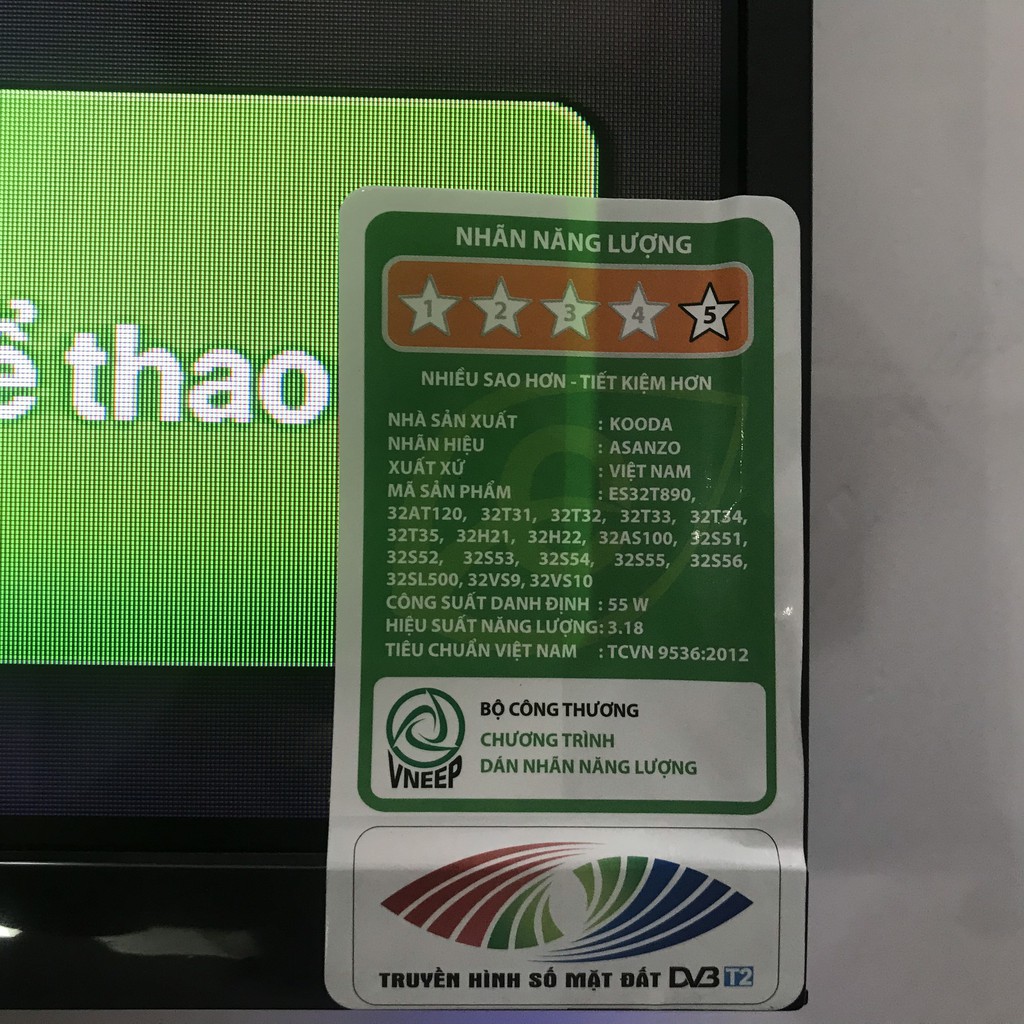 ể thao
NHÃN NĂNG LƯỢNG
1 2 3 4 5
NHIỀU SAO HƠN - TIẾT KIỆM HƠN
NHÀ SẢN XUẤT : KOODA
NHÃN HIỆU : ASANZO
XUẤT XỨ : VIỆT NAM
MÃ SẢN PHẨM : ES32T890,
32AT120, 32T31, 32T32, 32T33, 32T34,
32T35, 32H21, 32H22, 32AS100, 32S51,
32S52, 32S53, 32S54, 32S55, 32S56,
32SL500, 32VS9, 32VS10
CÔNG SUẤT DANH ĐỊNH : 55 W
HIỆU SUẤT NĂNG LƯỢNG: 3.18
TIÊU CHUẨN VIỆT NAM : TCVN 9536:2012
VNEEP
BỘ CÔNG THƯƠNG
CHƯƠNG TRÌNH
DÁN NHÃN NĂNG LƯỢNG
TRUYỀN HÌNH SỐ MẶT ĐẤT DVB T2